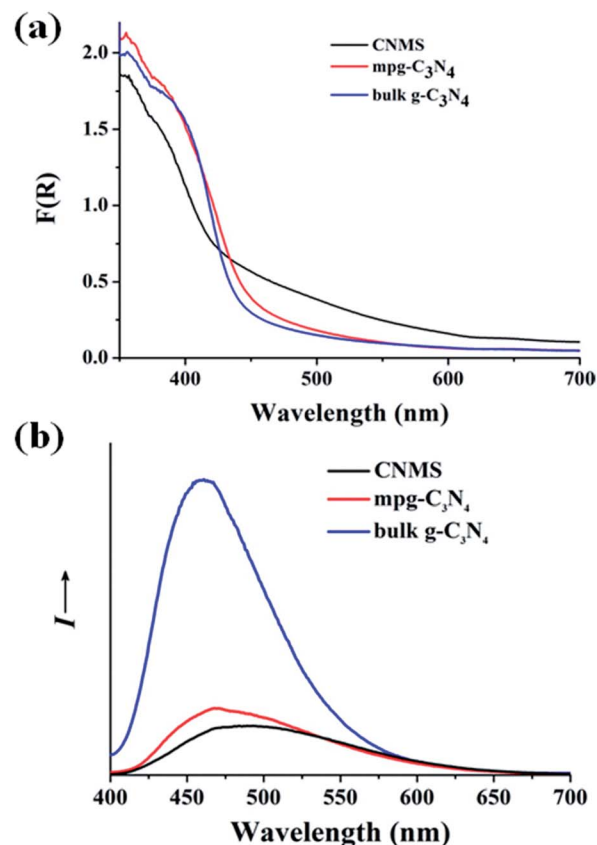 (a)
CNMS
mpg-C₃N₄
bulk g-C₃N₄
2.0
1.5
1.0
0.5
0.0
F(R)
400 500 600 700
Wavelength (nm)
(b)
CNMS
mpg-C₃N₄
bulk g-C₃N₄
I →
400 450 500 550 600 650 700
Wavelength (nm)